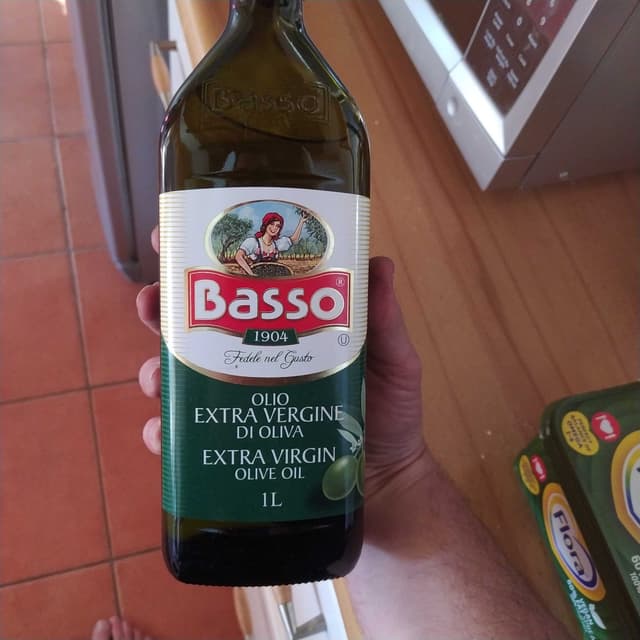 Basso
Basso®
1904
Ⓤ
Fedele nel Gusto
OLIO
EXTRA VERGINE
DI OLIVA
EXTRA VIRGIN
OLIVE OIL
1L
Flora